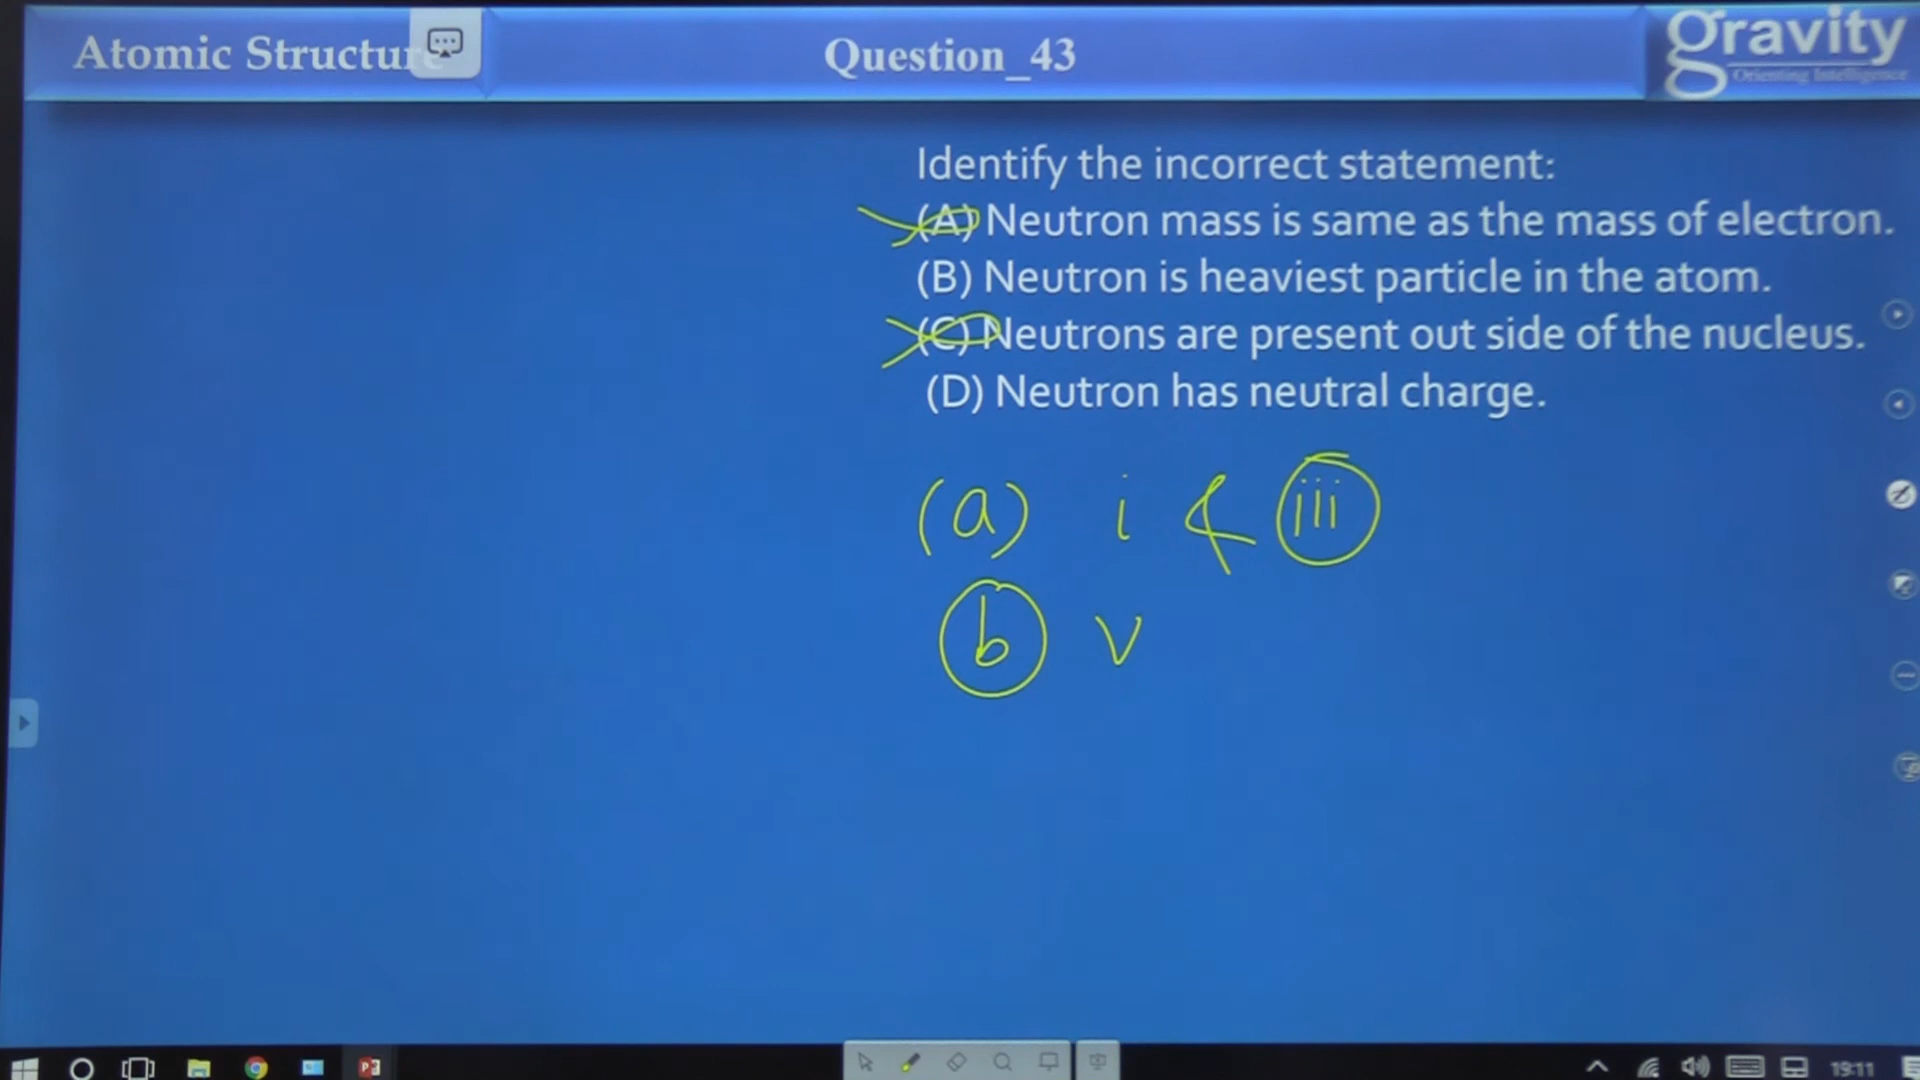 Atomic Structure
Question_43
gravity
Orienting Intelligence
Identify the incorrect statement:
(A) Neutron mass is same as the mass of electron.
(B) Neutron is heaviest particle in the atom.
(C) Neutrons are present out side of the nucleus.
(D) Neutron has neutral charge.
(a) i & iii
b v
19:11